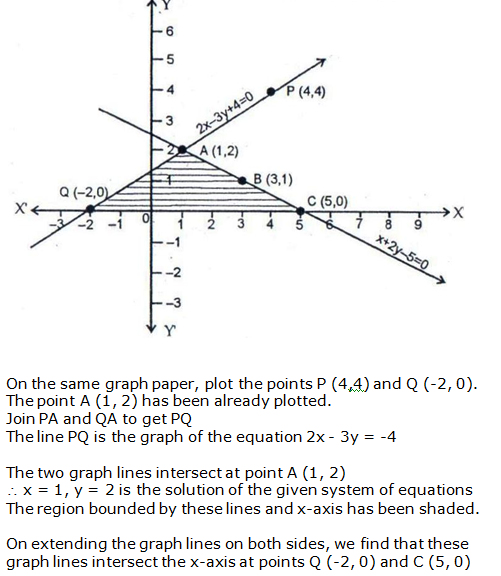 Y
6
5
4
P (4,4)
2x-3y+4=0
3
2
A (1,2)
1
B (3,1)
Q (-2,0)
C (5,0)
X'
X
-3 -2 -1 0 1 2 3 4 5 6 7 8 9
-1
x+2y-5=0
-2
-3
Y'
On the same graph paper, plot the points P (4,4) and Q (-2, 0).
The point A (1, 2) has been already plotted.
Join PA and QA to get PQ
The line PQ is the graph of the equation 2x - 3y = -4
The two graph lines intersect at point A (1, 2)
∴ x = 1, y = 2 is the solution of the given system of equations
The region bounded by these lines and x-axis has been shaded.
On extending the graph lines on both sides, we find that these
graph lines intersect the x-axis at points Q (-2, 0) and C (5, 0)